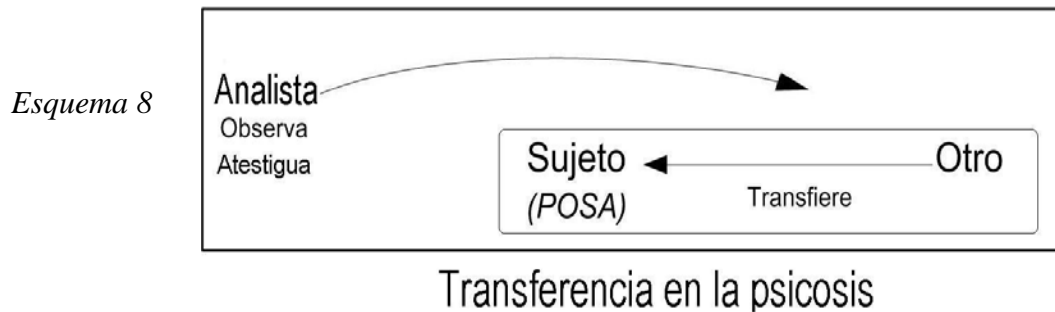 Esquema 8
Analista
Observa
Atestigua
Sujeto
(POSA)
Transfiere
Otro
Transferencia en la psicosis